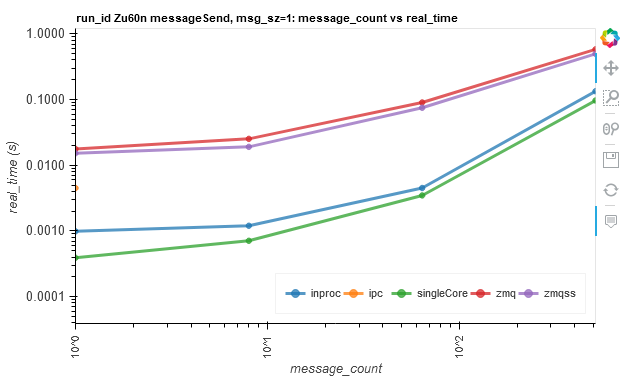 run_id Zu60n messageSend, msg_sz=1: message_count vs real_time
1.0000
0.1000
0.0100
0.0010
0.0001
real_time (s)
inproc ipc singleCore zmq zmqss
10^0 10^1 10^2
message_count